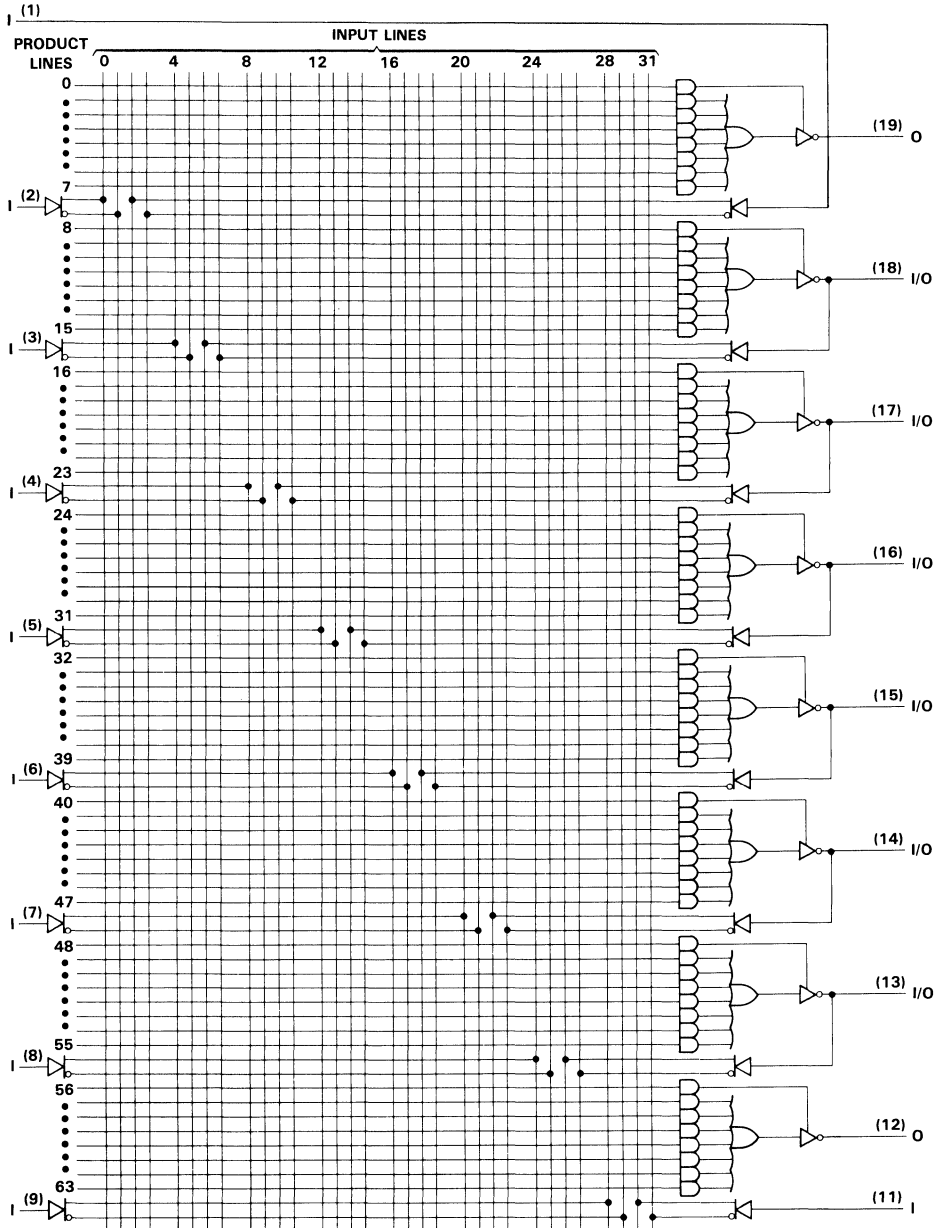 I (1)
INPUT LINES
PRODUCT LINES 0 4 8 12 16 20 24 28 31
0
(19) O
7
I (2)
8
(18) I/O
15
I (3)
16
(17) I/O
23
I (4)
24
(16) I/O
31
I (5)
32
(15) I/O
39
I (6)
40
(14) I/O
47
I (7)
48
(13) I/O
55
I (8)
56
(12) O
63
I (9)
(11) I